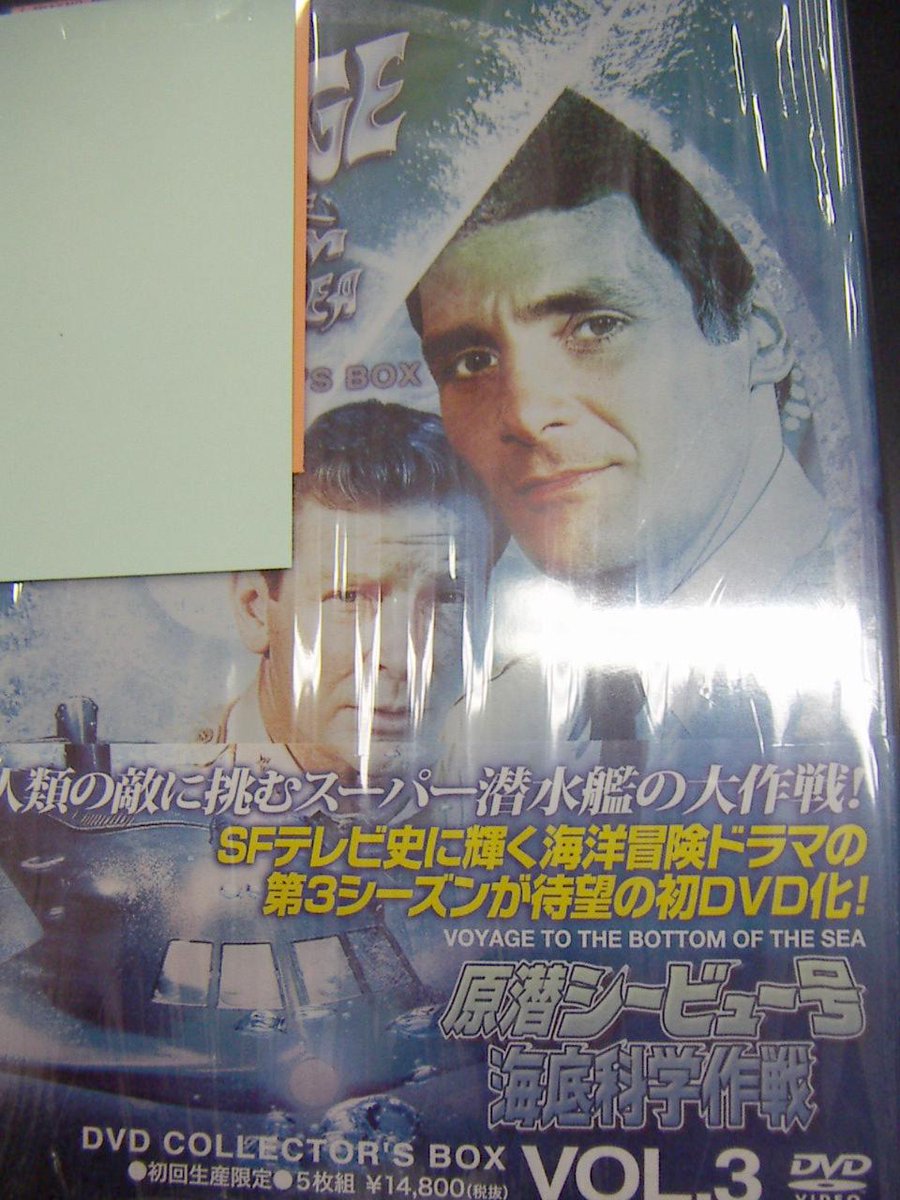 GE
EA
'S BOX
人類の敵に挑むスーパー潜水艦の大作戦!
SFテレビ史に輝く海洋冒険ドラマの
第3シーズンが待望の初DVD化!
VOYAGE TO THE BOTTOM OF THE SEA
原潜シービュー号
海底科学作戦
DVD COLLECTOR'S BOX VOL.3 DVD
●初回生産限定●5枚組 ¥14,800(税抜)